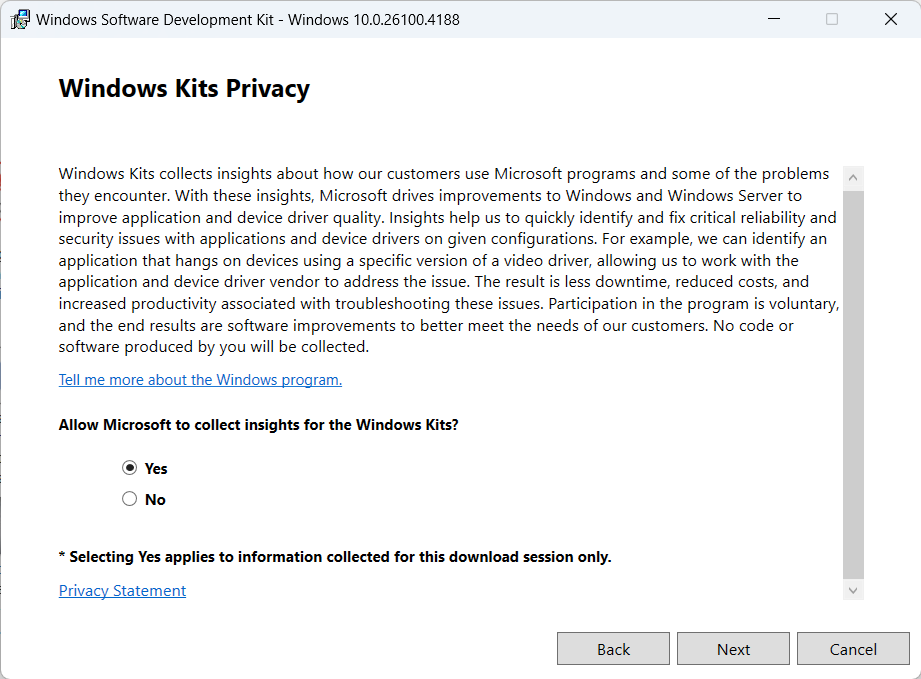 Windows Software Development Kit - Windows 10.0.26100.4188
Windows Kits Privacy
Windows Kits collects insights about how our customers use Microsoft programs and some of the problems
they encounter. With these insights, Microsoft drives improvements to Windows and Windows Server to
improve application and device driver quality. Insights help us to quickly identify and fix critical reliability and
security issues with applications and device drivers on given configurations. For example, we can identify an
application that hangs on devices using a specific version of a video driver, allowing us to work with the
application and device driver vendor to address the issue. The result is less downtime, reduced costs, and
increased productivity associated with troubleshooting these issues. Participation in the program is voluntary,
and the end results are software improvements to better meet the needs of our customers. No code or
software produced by you will be collected.
Tell me more about the Windows program.
Allow Microsoft to collect insights for the Windows Kits?
Yes
No
* Selecting Yes applies to information collected for this download session only.
Privacy Statement
Back Next Cancel